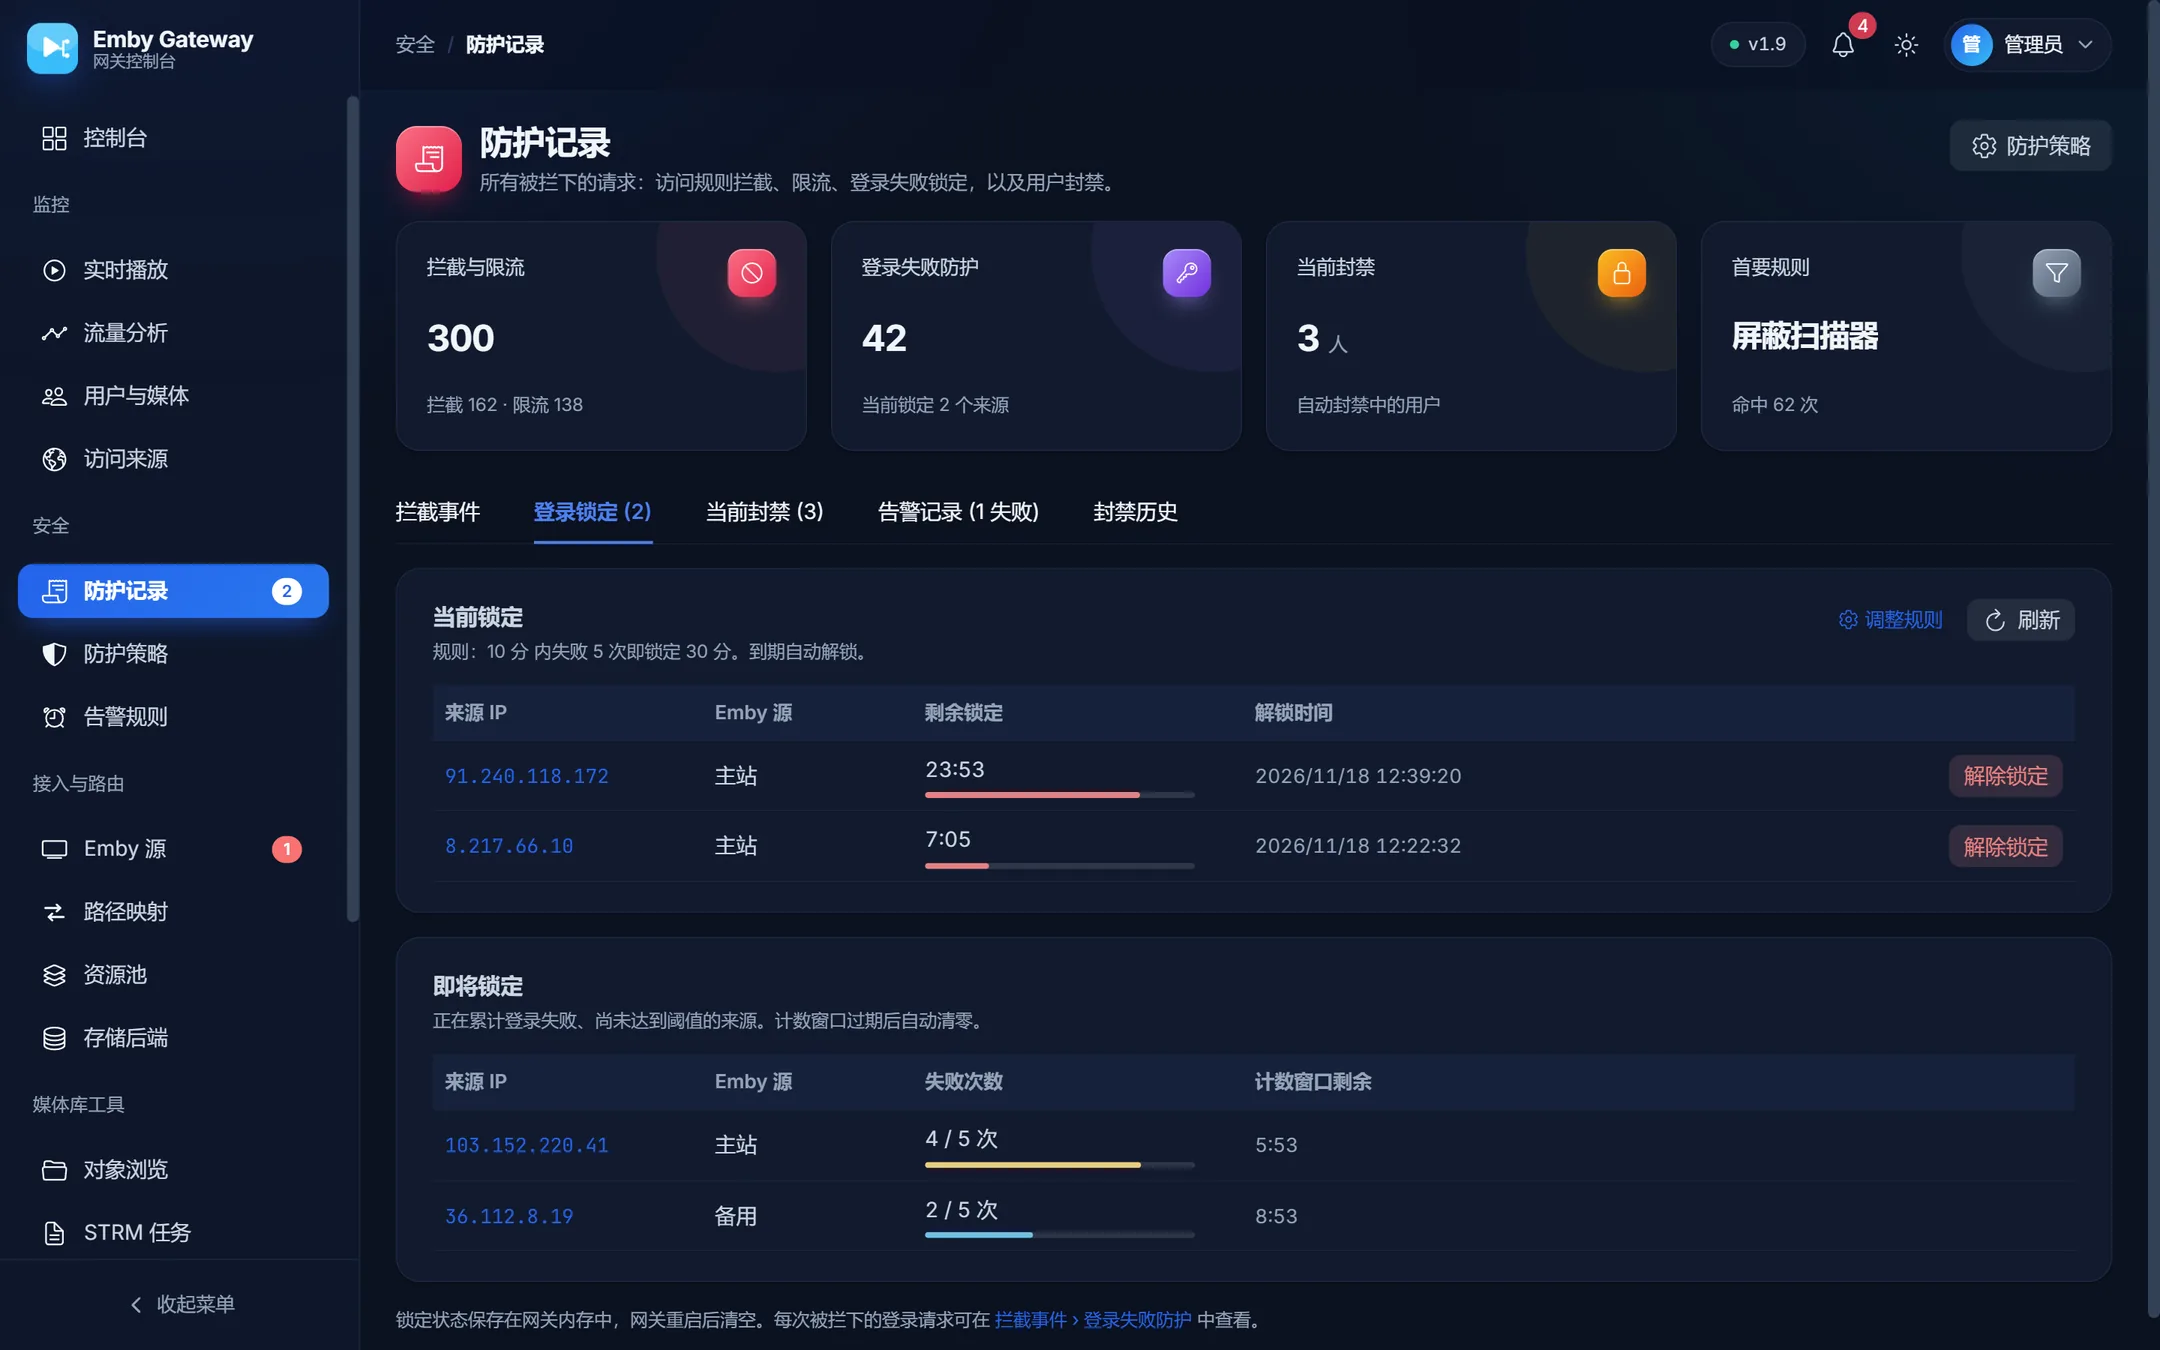 Emby Gateway
网关控制台
控制台
监控
实时播放
流量分析
用户与媒体
访问来源
安全
防护记录 2
防护策略
告警规则
接入与路由
Emby 源 1
路径映射
资源池
存储后端
媒体库工具
对象浏览
STRM 任务
收起菜单
安全 / 防护记录
v1.9
4
管 管理员
防护记录
所有被拦下的请求：访问规则拦截、限流、登录失败锁定，以及用户封禁。
防护策略
拦截与限流
300
拦截 162 · 限流 138
登录失败防护
42
当前锁定 2 个来源
当前封禁
3 人
自动封禁中的用户
首要规则
屏蔽扫描器
命中 62 次
拦截事件 登录锁定 (2) 当前封禁 (3) 告警记录 (1 失败) 封禁历史
当前锁定
规则：10 分 内失败 5 次即锁定 30 分。到期自动解锁。
调整规则 刷新
来源 IP Emby 源 剩余锁定 解锁时间
91.240.118.172 主站 23:53 2026/11/18 12:39:20 解除锁定
8.217.66.10 主站 7:05 2026/11/18 12:22:32 解除锁定
即将锁定
正在累计登录失败、尚未达到阈值的来源。计数窗口过期后自动清零。
来源 IP Emby 源 失败次数 计数窗口剩余
103.152.220.41 主站 4 / 5 次 5:53
36.112.8.19 备用 2 / 5 次 8:53
锁定状态保存在网关内存中，网关重启后清空。每次被拦下的登录请求可在 拦截事件 › 登录失败防护 中查看。